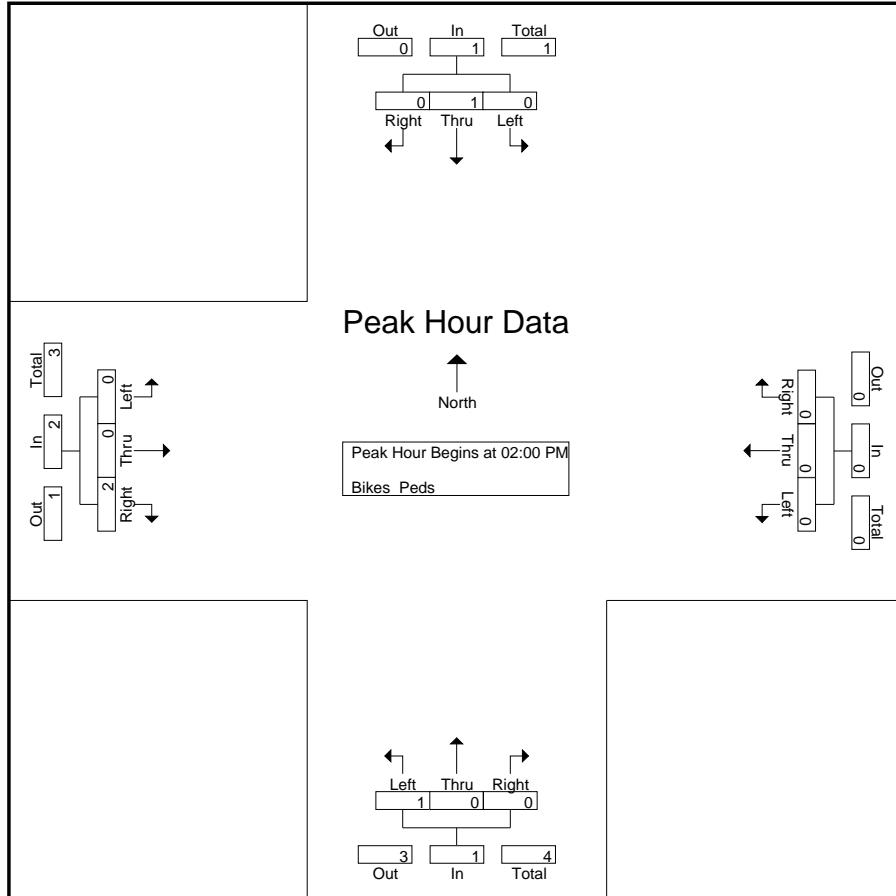 Out In Total
0 1 1
0 1 0
Right Thru Left
Peak Hour Data
North
Peak Hour Begins at 02:00 PM
Bikes Peds
Total In Out
3 2 1
0 0 2
Left Thru Right
Right Thru Left
0 0 0
Out In Total
0 0 0
Left Thru Right
1 0 0
3 1 4
Out In Total